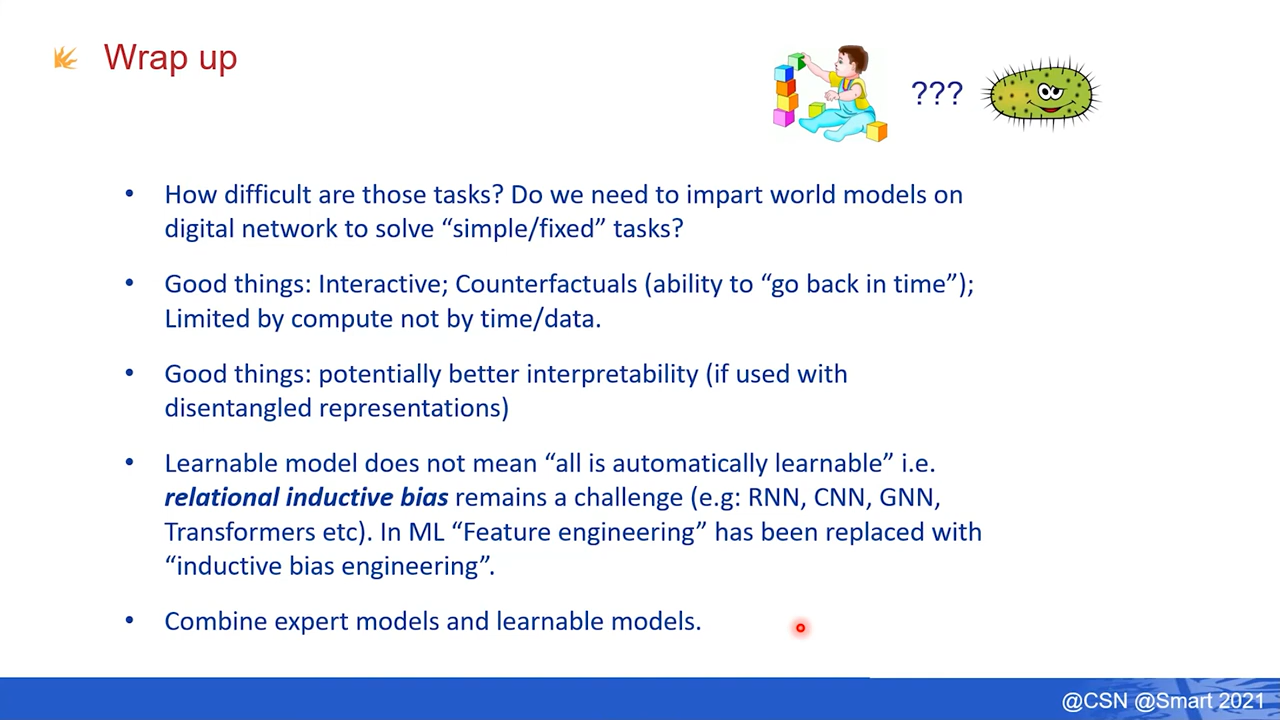 Wrap up
???
• How difficult are those tasks? Do we need to impart world models on
digital network to solve “simple/fixed” tasks?
• Good things: Interactive; Counterfactuals (ability to “go back in time”);
Limited by compute not by time/data.
• Good things: potentially better interpretability (if used with
disentangled representations)
• Learnable model does not mean “all is automatically learnable” i.e.
relational inductive bias remains a challenge (e.g: RNN, CNN, GNN,
Transformers etc). In ML “Feature engineering” has been replaced with
“inductive bias engineering”.
• Combine expert models and learnable models.
@CSN @Smart 2021